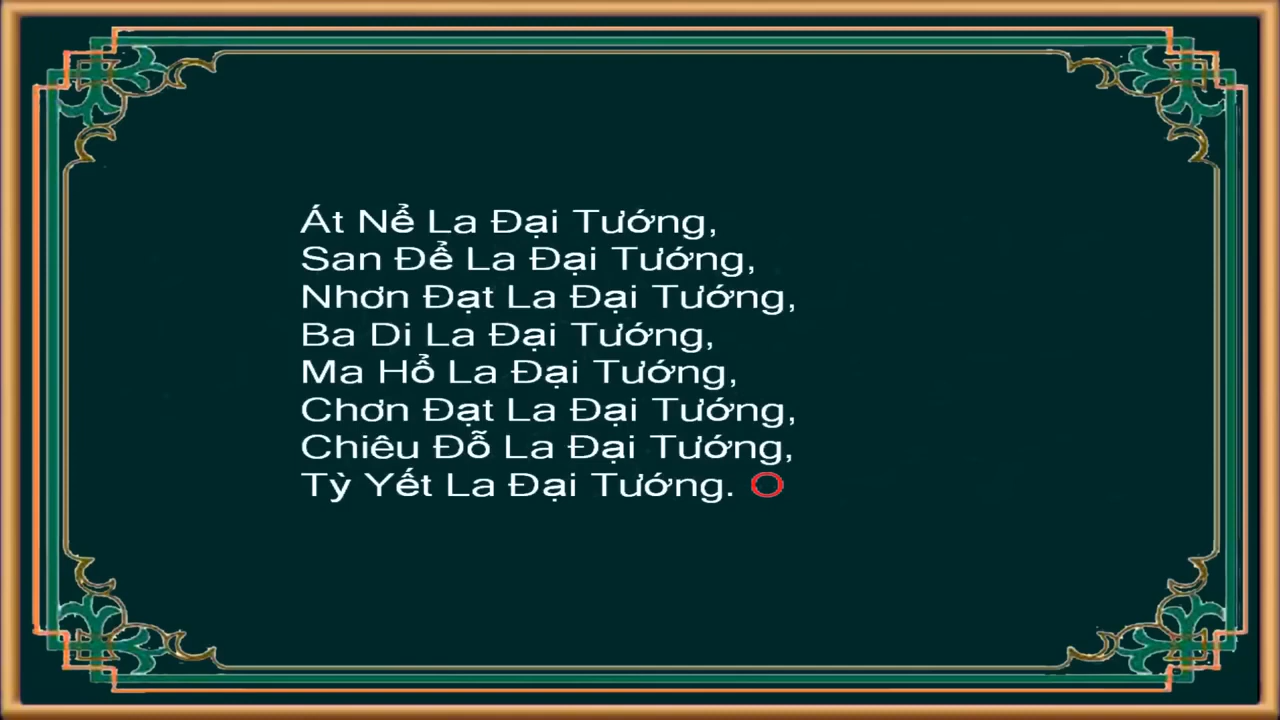 Át Nể La Đại Tướng,
San Để La Đại Tướng,
Nhơn Đạt La Đại Tướng,
Ba Di La Đại Tướng,
Ma Hổ La Đại Tướng,
Chơn Đạt La Đại Tướng,
Chiêu Đỗ La Đại Tướng,
Tỳ Yết La Đại Tướng.